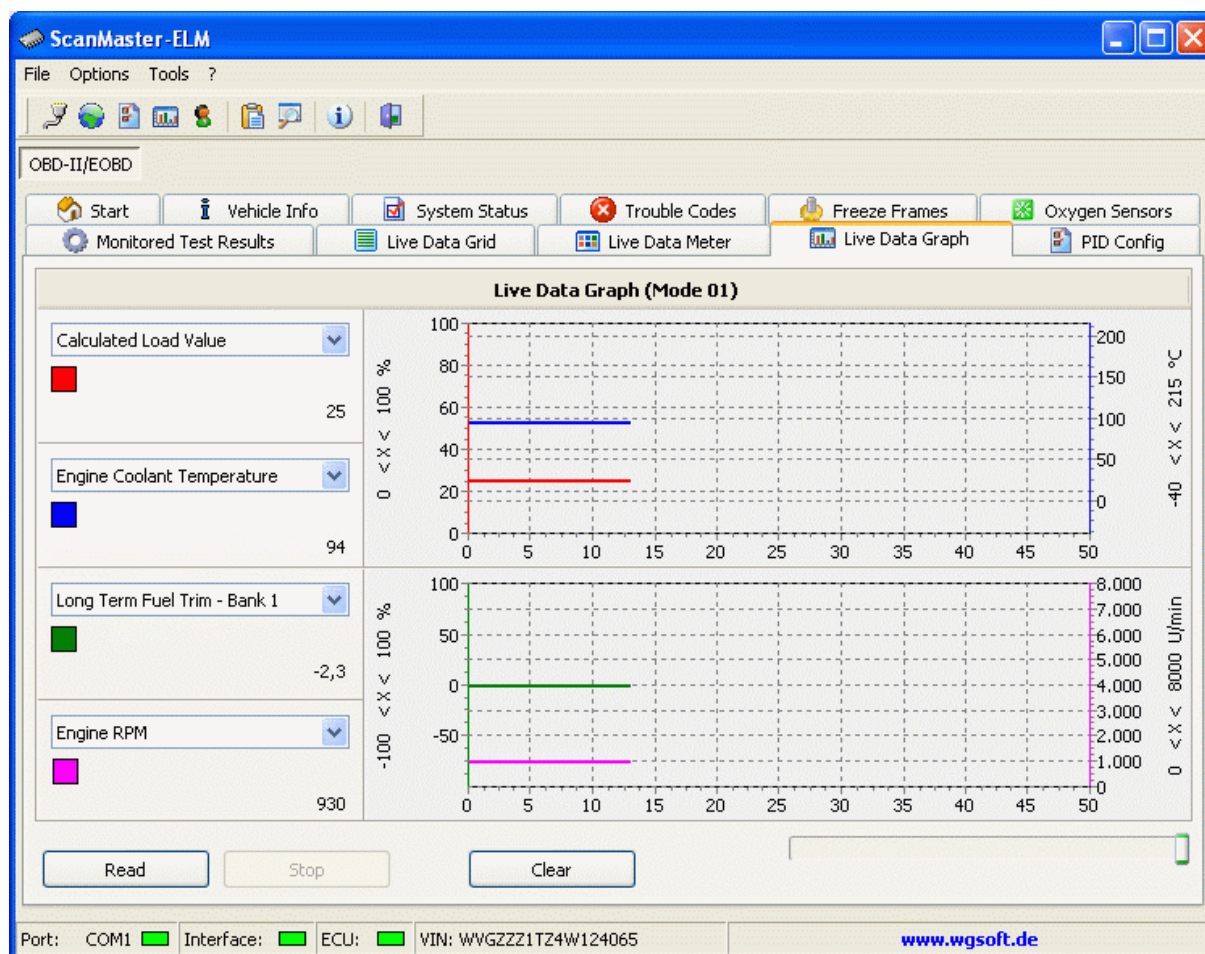 ScanMaster-ELM
File Options Tools ?
OBD-II/EOBD
Start Vehicle Info System Status Trouble Codes Freeze Frames Oxygen Sensors
Monitored Test Results Live Data Grid Live Data Meter Live Data Graph PID Config
Live Data Graph (Mode 01)
Calculated Load Value
25
Engine Coolant Temperature
94
0 < X < 100 %
100
80
60
40
20
0
0 5 10 15 20 25 30 35 40 45 50
200
150
100
50
0
-40 < X < 215 °C
Long Term Fuel Trim - Bank 1
-2,3
Engine RPM
930
-100 < X < 100 %
100
50
0
-50
0 5 10 15 20 25 30 35 40 45 50
8.000
7.000
6.000
5.000
4.000
3.000
2.000
1.000
0
0 < X < 8000 U/min
Read Stop Clear
Port: COM1 Interface: ECU: VIN: WVGZZZ1TZ4W124065 www.wgsoft.de